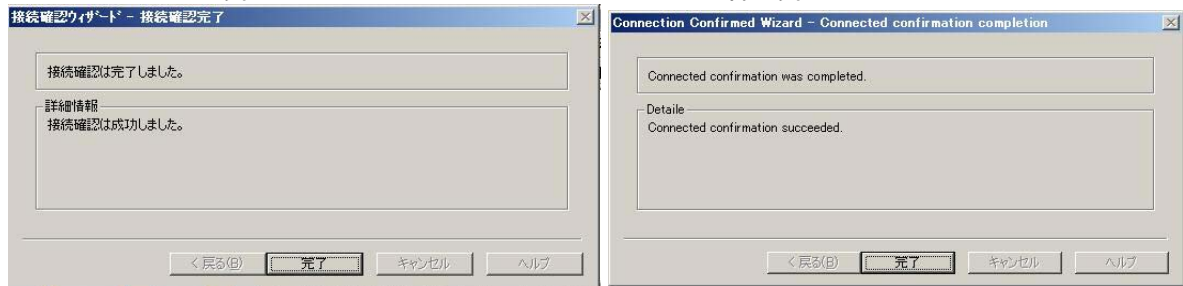 接続確認ウィザード - 接続確認完了
接続確認は完了しました。
詳細情報
接続確認は成功しました。
< 戻る(B)
完了
キャンセル
ヘルプ
Connection Confirmed Wizard - Connected confirmation completion
Connected confirmation was completed.
Detaile
Connected confirmation succeeded.
< 戻る(B)
完了
キャンセル
ヘルプ